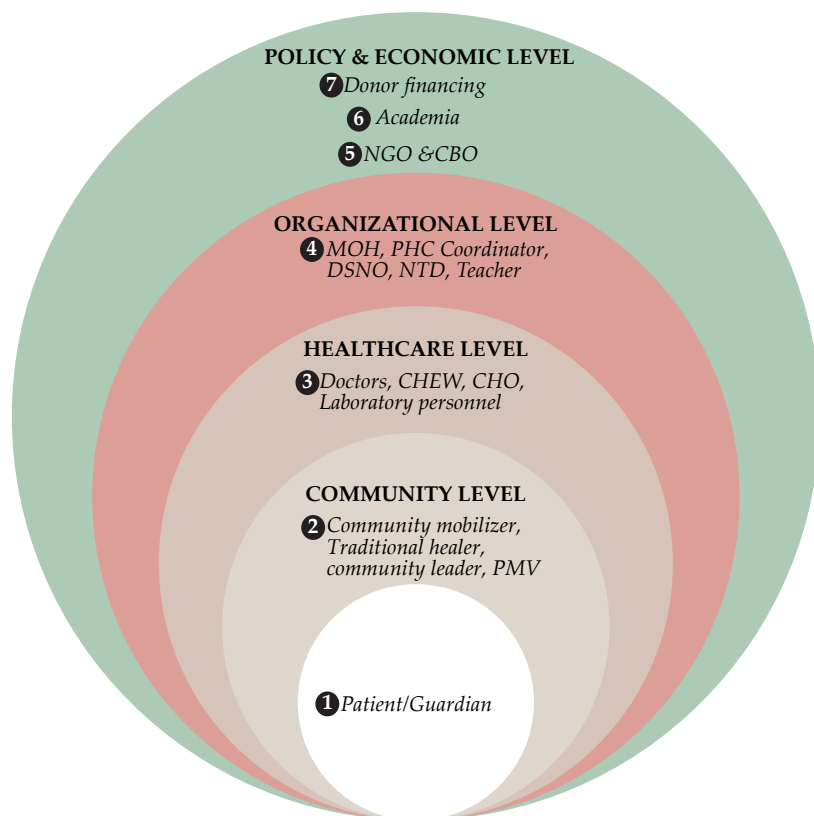 POLICY & ECONOMIC LEVEL
7 Donor financing
6 Academia
5 NGO &CBO
ORGANIZATIONAL LEVEL
4 MOH, PHC Coordinator,
DSNO, NTD, Teacher
HEALTHCARE LEVEL
3 Doctors, CHEW, CHO,
Laboratory personnel
COMMUNITY LEVEL
2 Community mobilizer,
Traditional healer,
community leader, PMV
1 Patient/Guardian